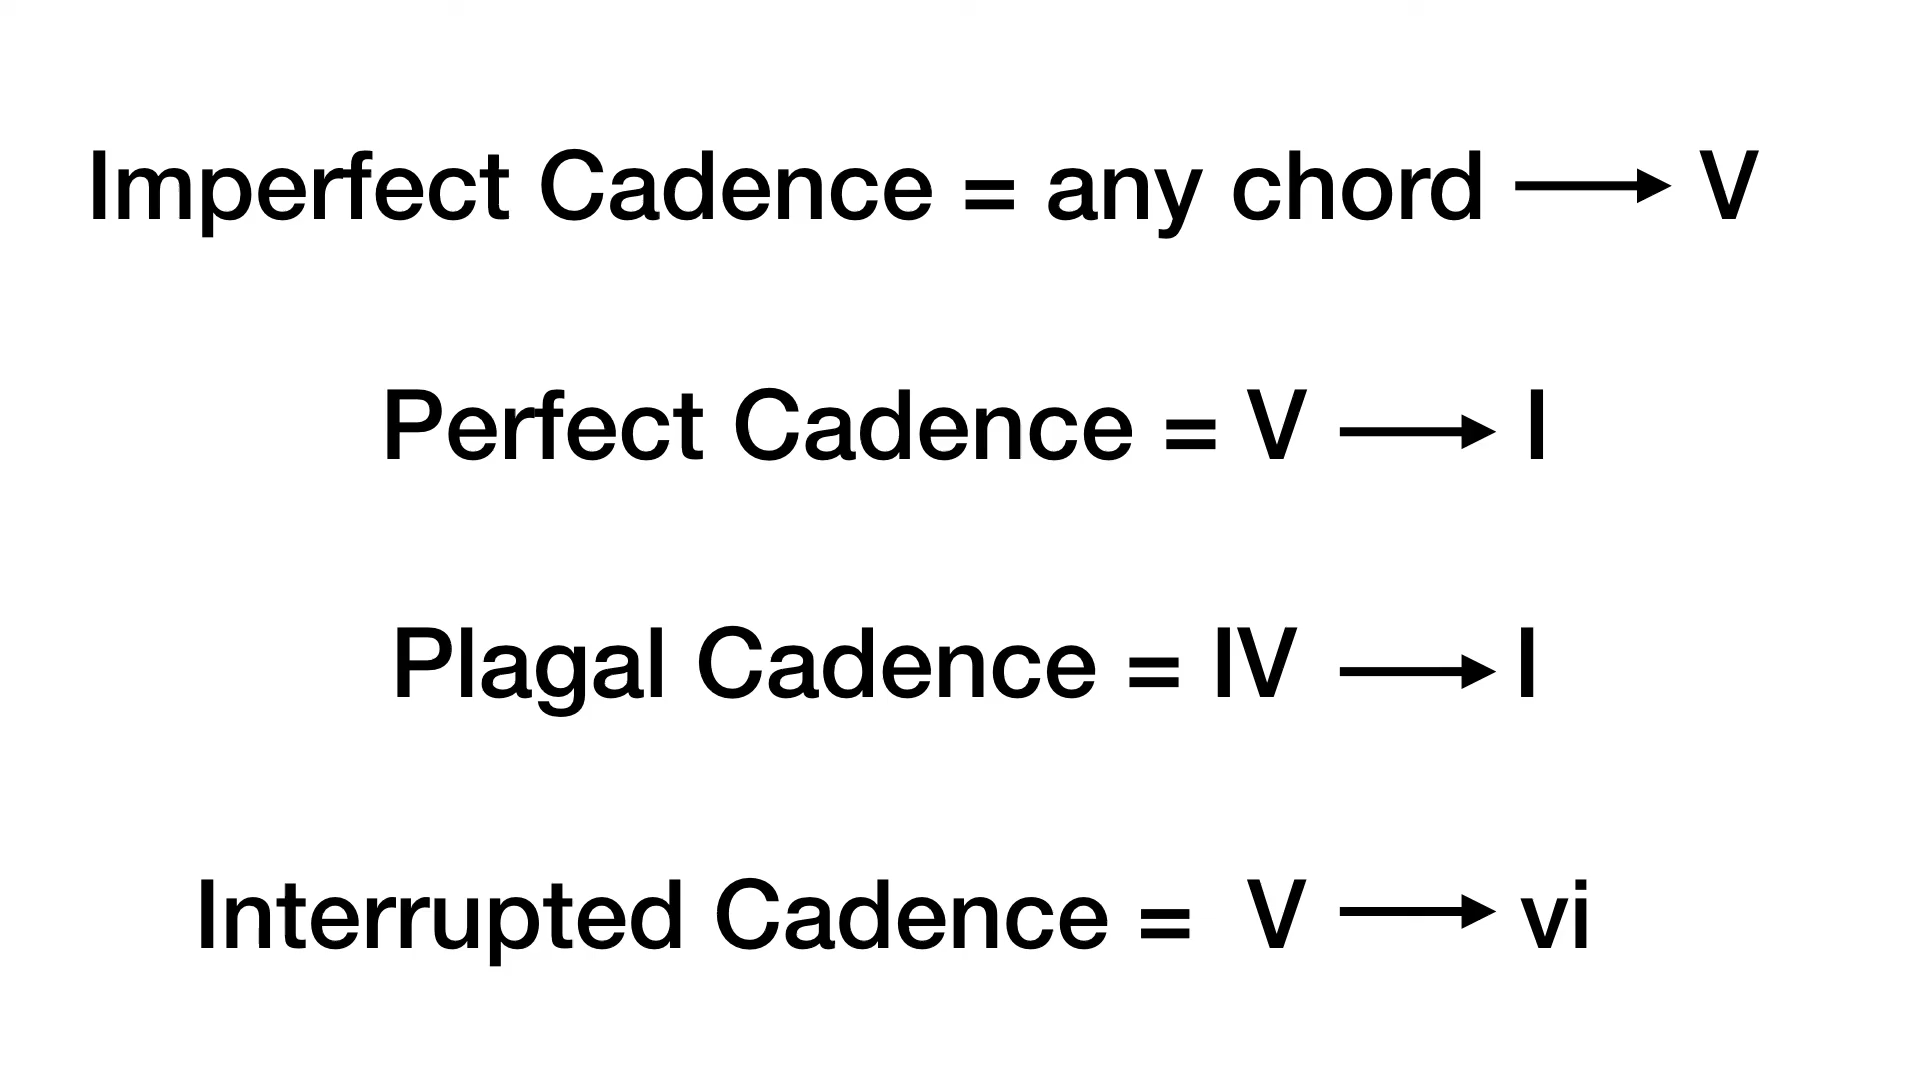 Imperfect Cadence = any chord ⟶ V
Perfect Cadence = V ⟶ I
Plagal Cadence = IV ⟶ I
Interrupted Cadence = V ⟶ vi